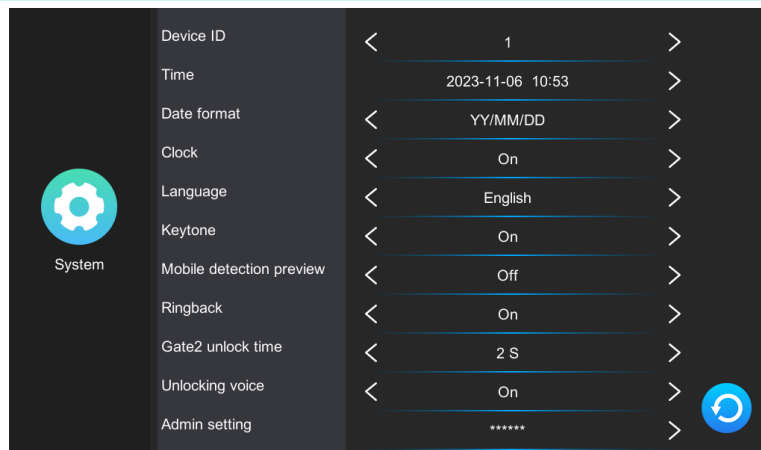 Device ID 1
Time 2023-11-06 10:53
Date format YY/MM/DD
Clock On
Language English
Keytone On
System
Mobile detection preview Off
Ringback On
Gate2 unlock time 2 S
Unlocking voice On
Admin setting ******